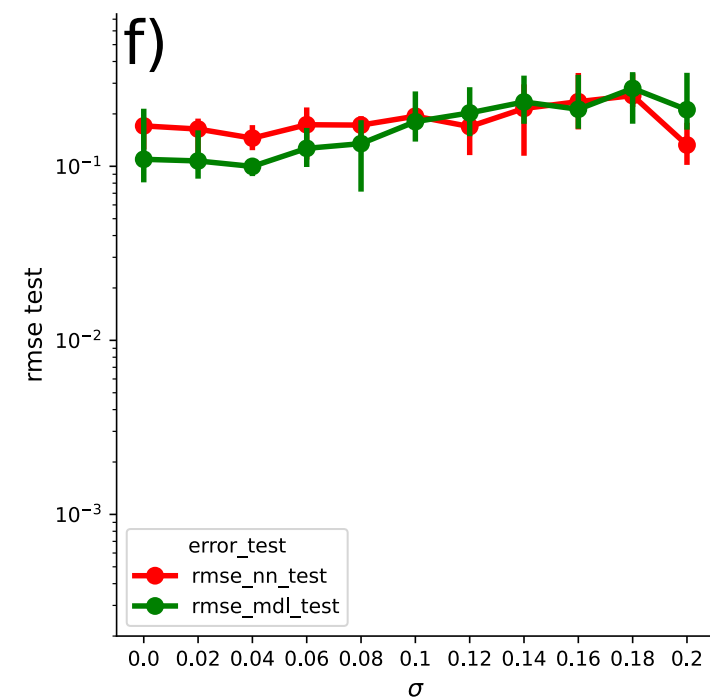 f)
rmse test
10⁻¹
10⁻²
10⁻³
error_test
rmse_nn_test
rmse_mdl_test
0.0 0.02 0.04 0.06 0.08 0.1 0.12 0.14 0.16 0.18 0.2
σ